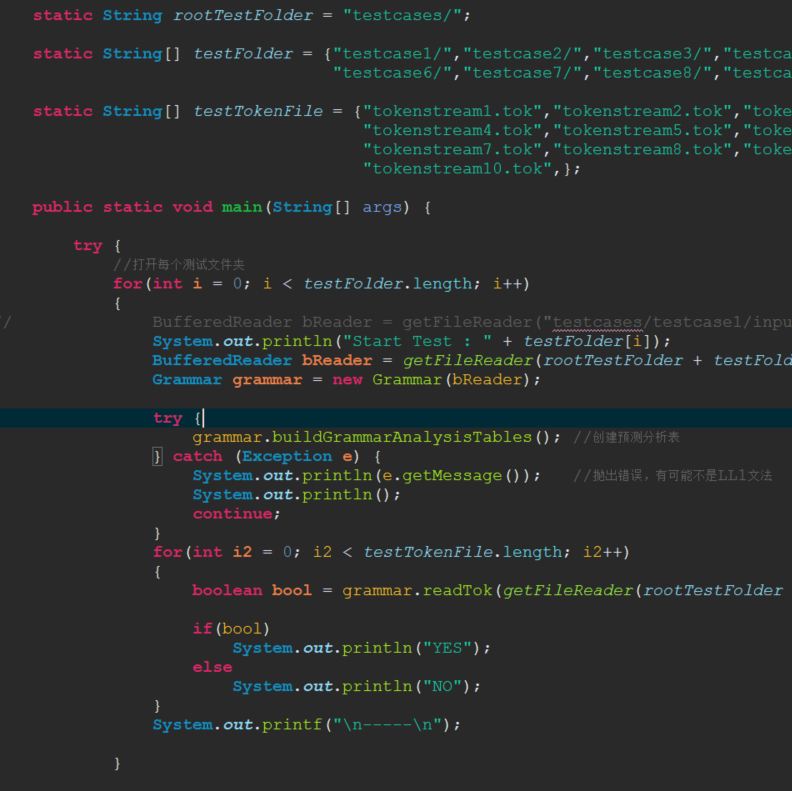 static String rootTestFolder = "testcases/";
static String[] testFolder = {"testcase1/","testcase2/","testcase3/","testca
"testcase6/","testcase7/","testcase8/","testca
static String[] testTokenFile = {"tokenstream1.tok","tokenstream2.tok","toke
"tokenstream4.tok","tokenstream5.tok","toke
"tokenstream7.tok","tokenstream8.tok","toke
"tokenstream10.tok",};
public static void main(String[] args) {
try {
//打开每个测试文件夹
for(int i = 0; i < testFolder.length; i++)
{
// BufferedReader bReader = getFileReader("testcases/testcase1/inpu
System.out.println("Start Test : " + testFolder[i]);
BufferedReader bReader = getFileReader(rootTestFolder + testFold
Grammar grammar = new Grammar(bReader);
try {
grammar.buildGrammarAnalysisTables(); //创建预测分析表
} catch (Exception e) {
System.out.println(e.getMessage()); //抛出错误，有可能不是LL1文法
System.out.println();
continue;
}
for(int i2 = 0; i2 < testTokenFile.length; i2++)
{
boolean bool = grammar.readTok(getFileReader(rootTestFolder
if(bool)
System.out.println("YES");
else
System.out.println("NO");
}
System.out.printf("\n-----\n");
}